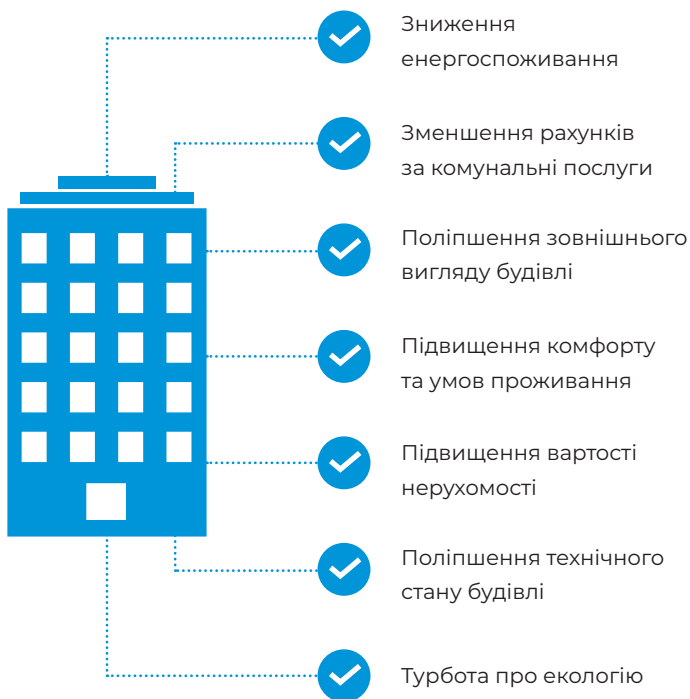 Зниження
енергоспоживання
Зменшення рахунків
за комунальні послуги
Поліпшення зовнішнього
вигляду будівлі
Підвищення комфорту
та умов проживання
Підвищення вартості
нерухомості
Поліпшення технічного
стану будівлі
Турбота про екологію